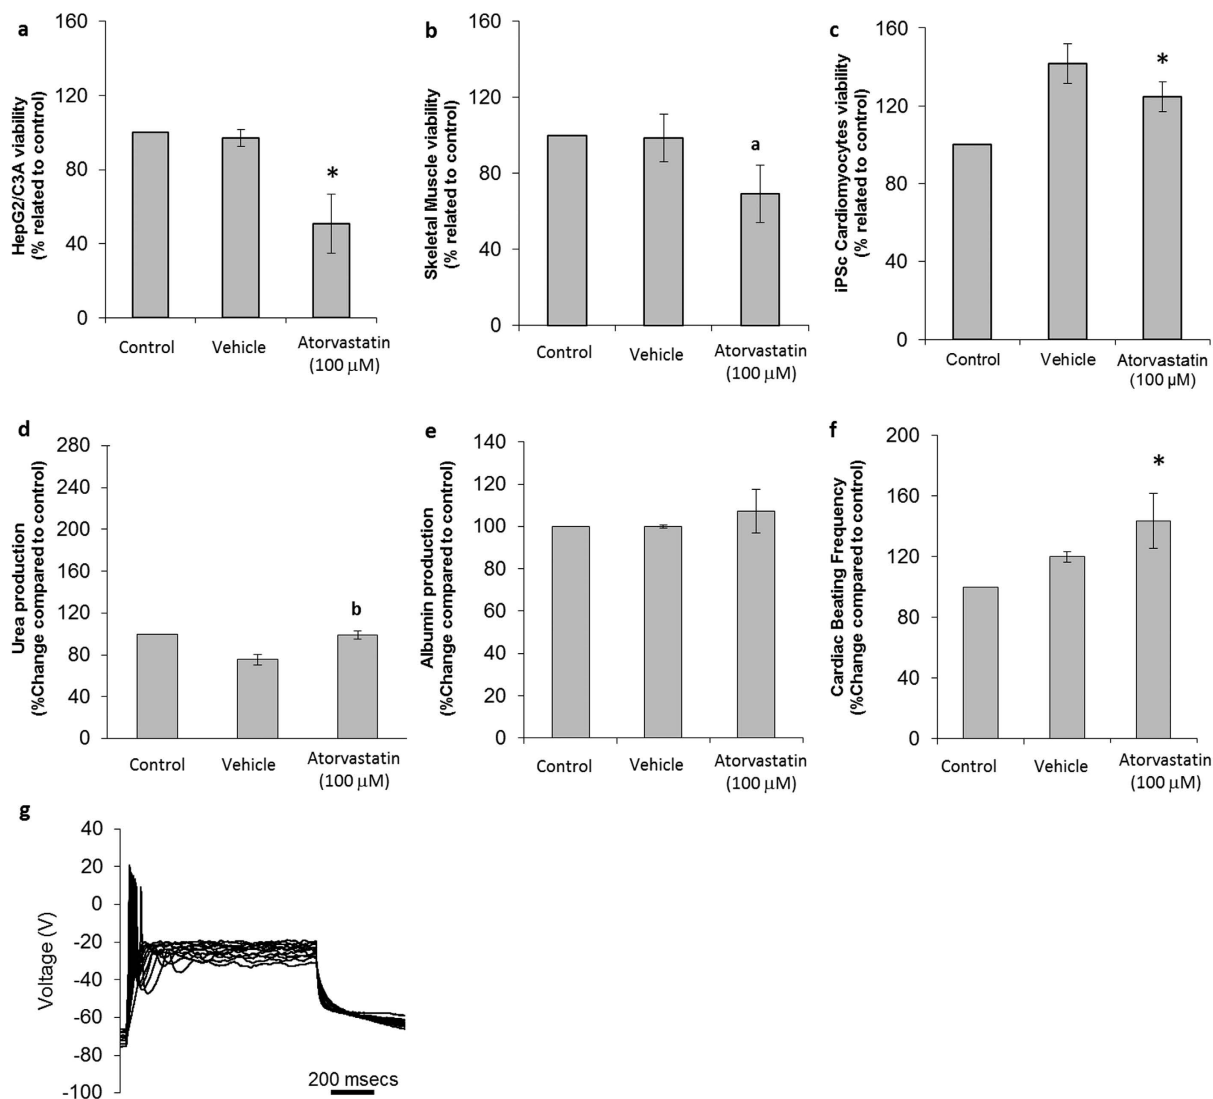 a
HepG2/C3A viability
(% related to control)
160
120
80
40
0
*
Control
Vehicle
Atorvastatin
(100 μM)
b
Skeletal Muscle viability
(% related to control)
160
120
80
40
0
a
Control
Vehicle
Atorvastatin
(100 μM)
c
iPSc Cardiomyocytes viability
(% related to control)
160
120
80
40
0
*
Control
Vehicle
Atorvastatin
(100 μM)
d
Urea production
(%Change compared to control)
280
240
200
160
120
80
40
0
b
Control
Vehicle
Atorvastatin
(100 μM)
e
Albumin production
(%Change compared to control)
140
120
100
80
60
40
20
0
Control
Vehicle
Atorvastatin
(100 μM)
f
Cardiac Beating Frequency
(%Change compared to control)
200
160
120
80
40
0
*
Control
Vehicle
Atorvastatin
(100 μM)
g
Voltage (V)
40
20
0
-20
-40
-60
-80
-100
200 msecs